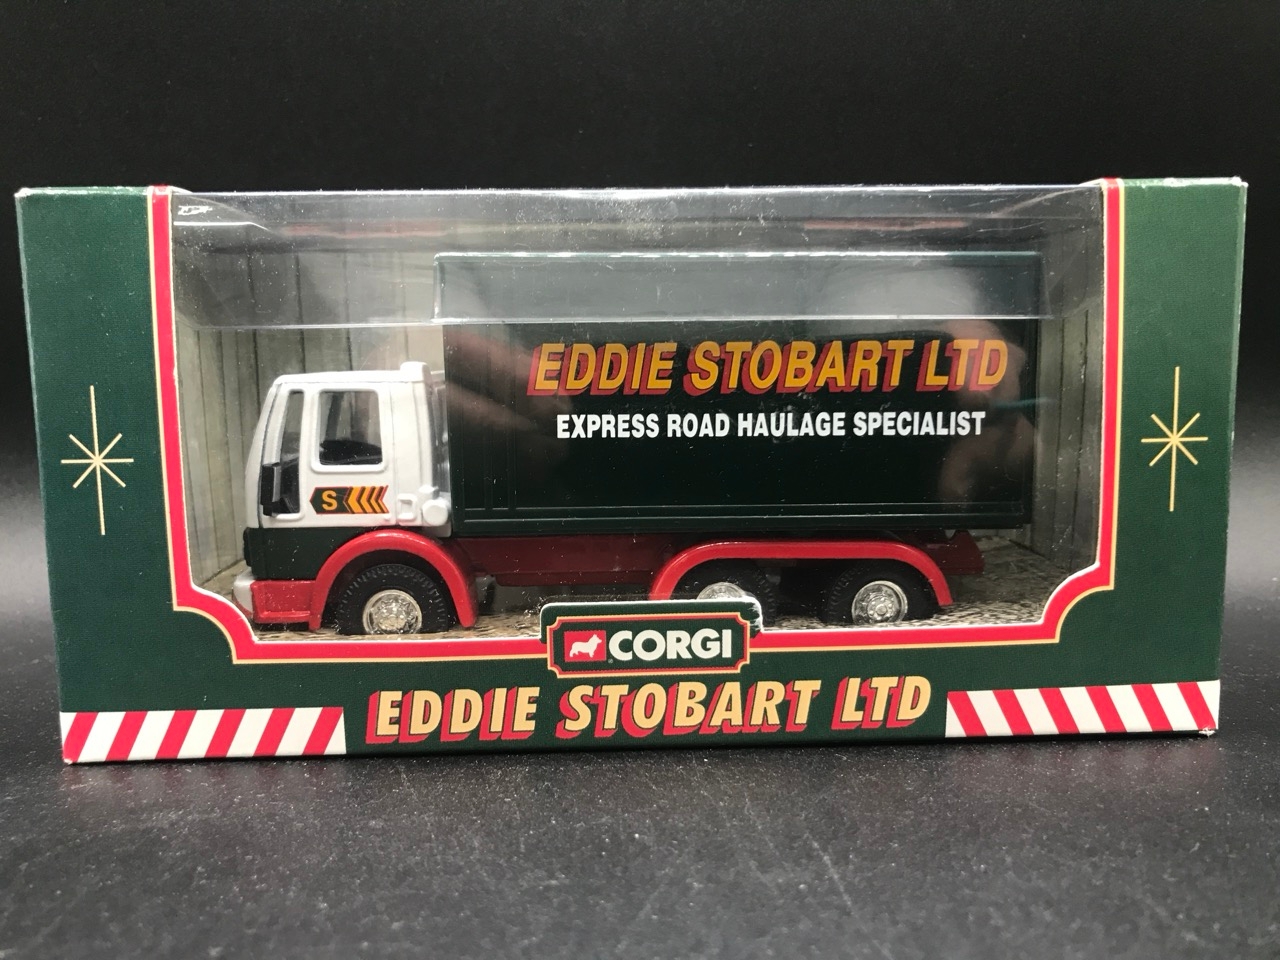 EDDIE STOBART LTD
EXPRESS ROAD HAULAGE SPECIALIST
S
CORGI
EDDIE STOBART LTD